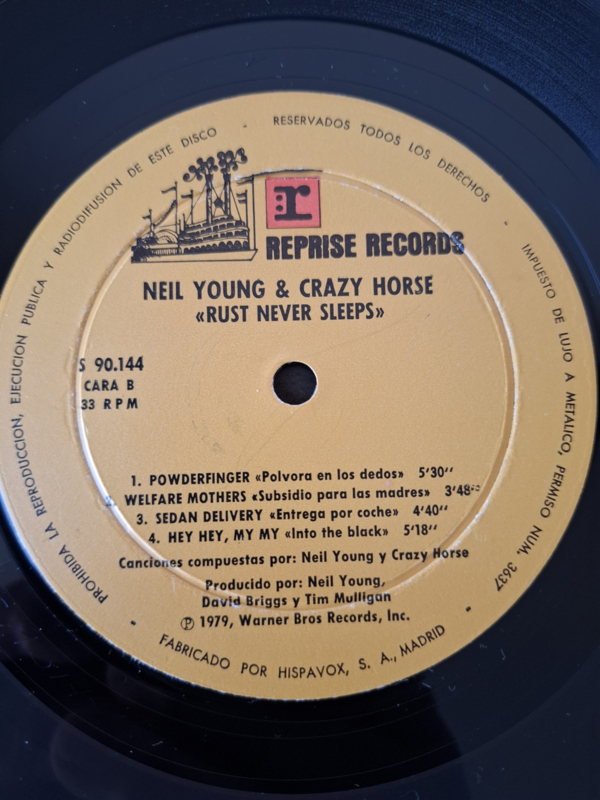 RESERVADOS TODOS LOS DERECHOS
IMPUESTO DE LUJO A METALICO, PERMISO NUM. 3637
PROHIBIDA LA REPRODUCCION, EJECUCION PUBLICA Y RADIODIFUSION DE ESTE DISCO
r
REPRISE RECORDS
NEIL YOUNG & CRAZY HORSE
«RUST NEVER SLEEPS»
S 90.144
CARA B
33 RPM
1. POWDERFINGER «Polvora en los dedos» 5'30''
2. WELFARE MOTHERS «Subsidio para las madres» 3'48''
3. SEDAN DELIVERY «Entrega por coche» 4'40''
4. HEY HEY, MY MY «Into the black» 5'18''
Canciones compuestas por: Neil Young y Crazy Horse
Producido por: Neil Young,
David Briggs y Tim Mulligan
℗ 1979, Warner Bros Records, Inc.
FABRICADO POR HISPAVOX, S. A., MADRID